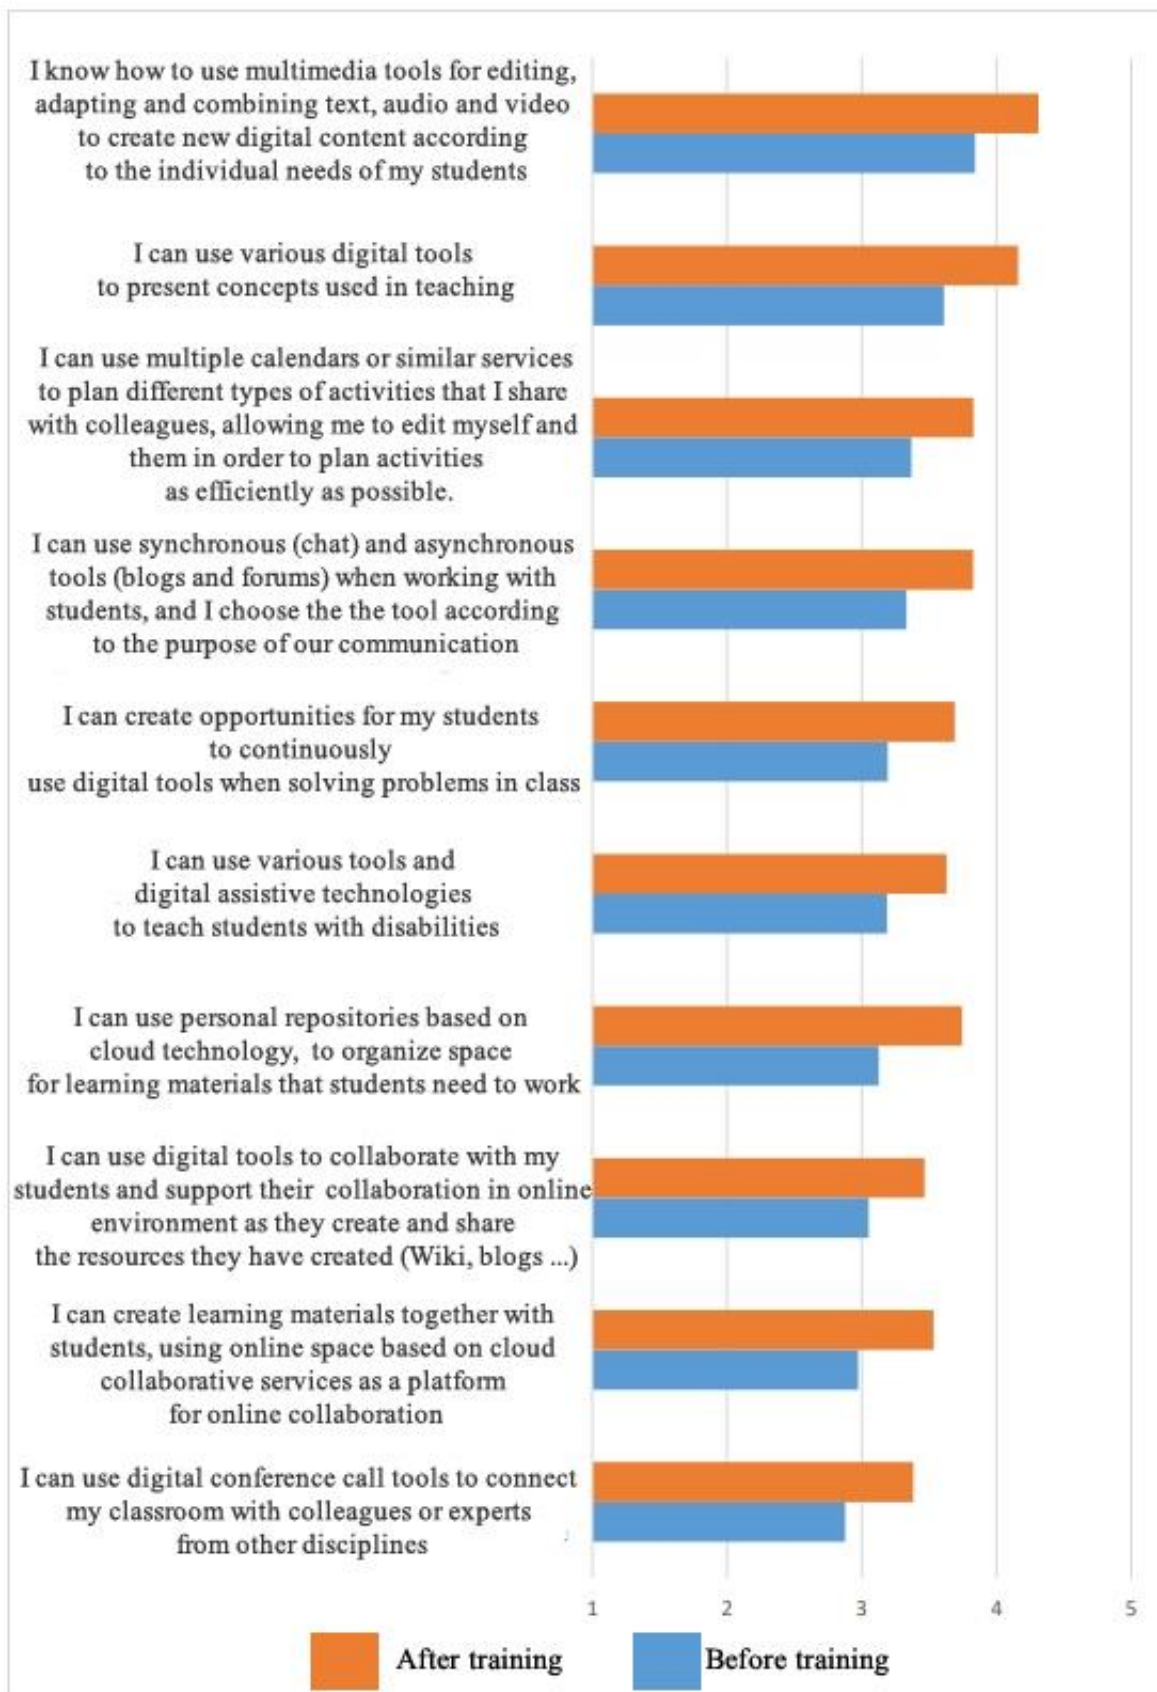 I know how to use multimedia tools for editing,
adapting and combining text, audio and video
to create new digital content according
to the individual needs of my students
I can use various digital tools
to present concepts used in teaching
I can use multiple calendars or similar services
to plan different types of activities that I share
with colleagues, allowing me to edit myself and
them in order to plan activities
as efficiently as possible.
I can use synchronous (chat) and asynchronous
tools (blogs and forums) when working with
students, and I choose the the tool according
to the purpose of our communication
I can create opportunities for my students
to continuously
use digital tools when solving problems in class
I can use various tools and
digital assistive technologies
to teach students with disabilities
I can use personal repositories based on
cloud technology, to organize space
for learning materials that students need to work
I can use digital tools to collaborate with my
students and support their collaboration in online
environment as they create and share
the resources they have created (Wiki, blogs ...)
I can create learning materials together with
students, using online space based on cloud
collaborative services as a platform
for online collaboration
I can use digital conference call tools to connect
my classroom with colleagues or experts
from other disciplines
1 2 3 4 5
After training Before training